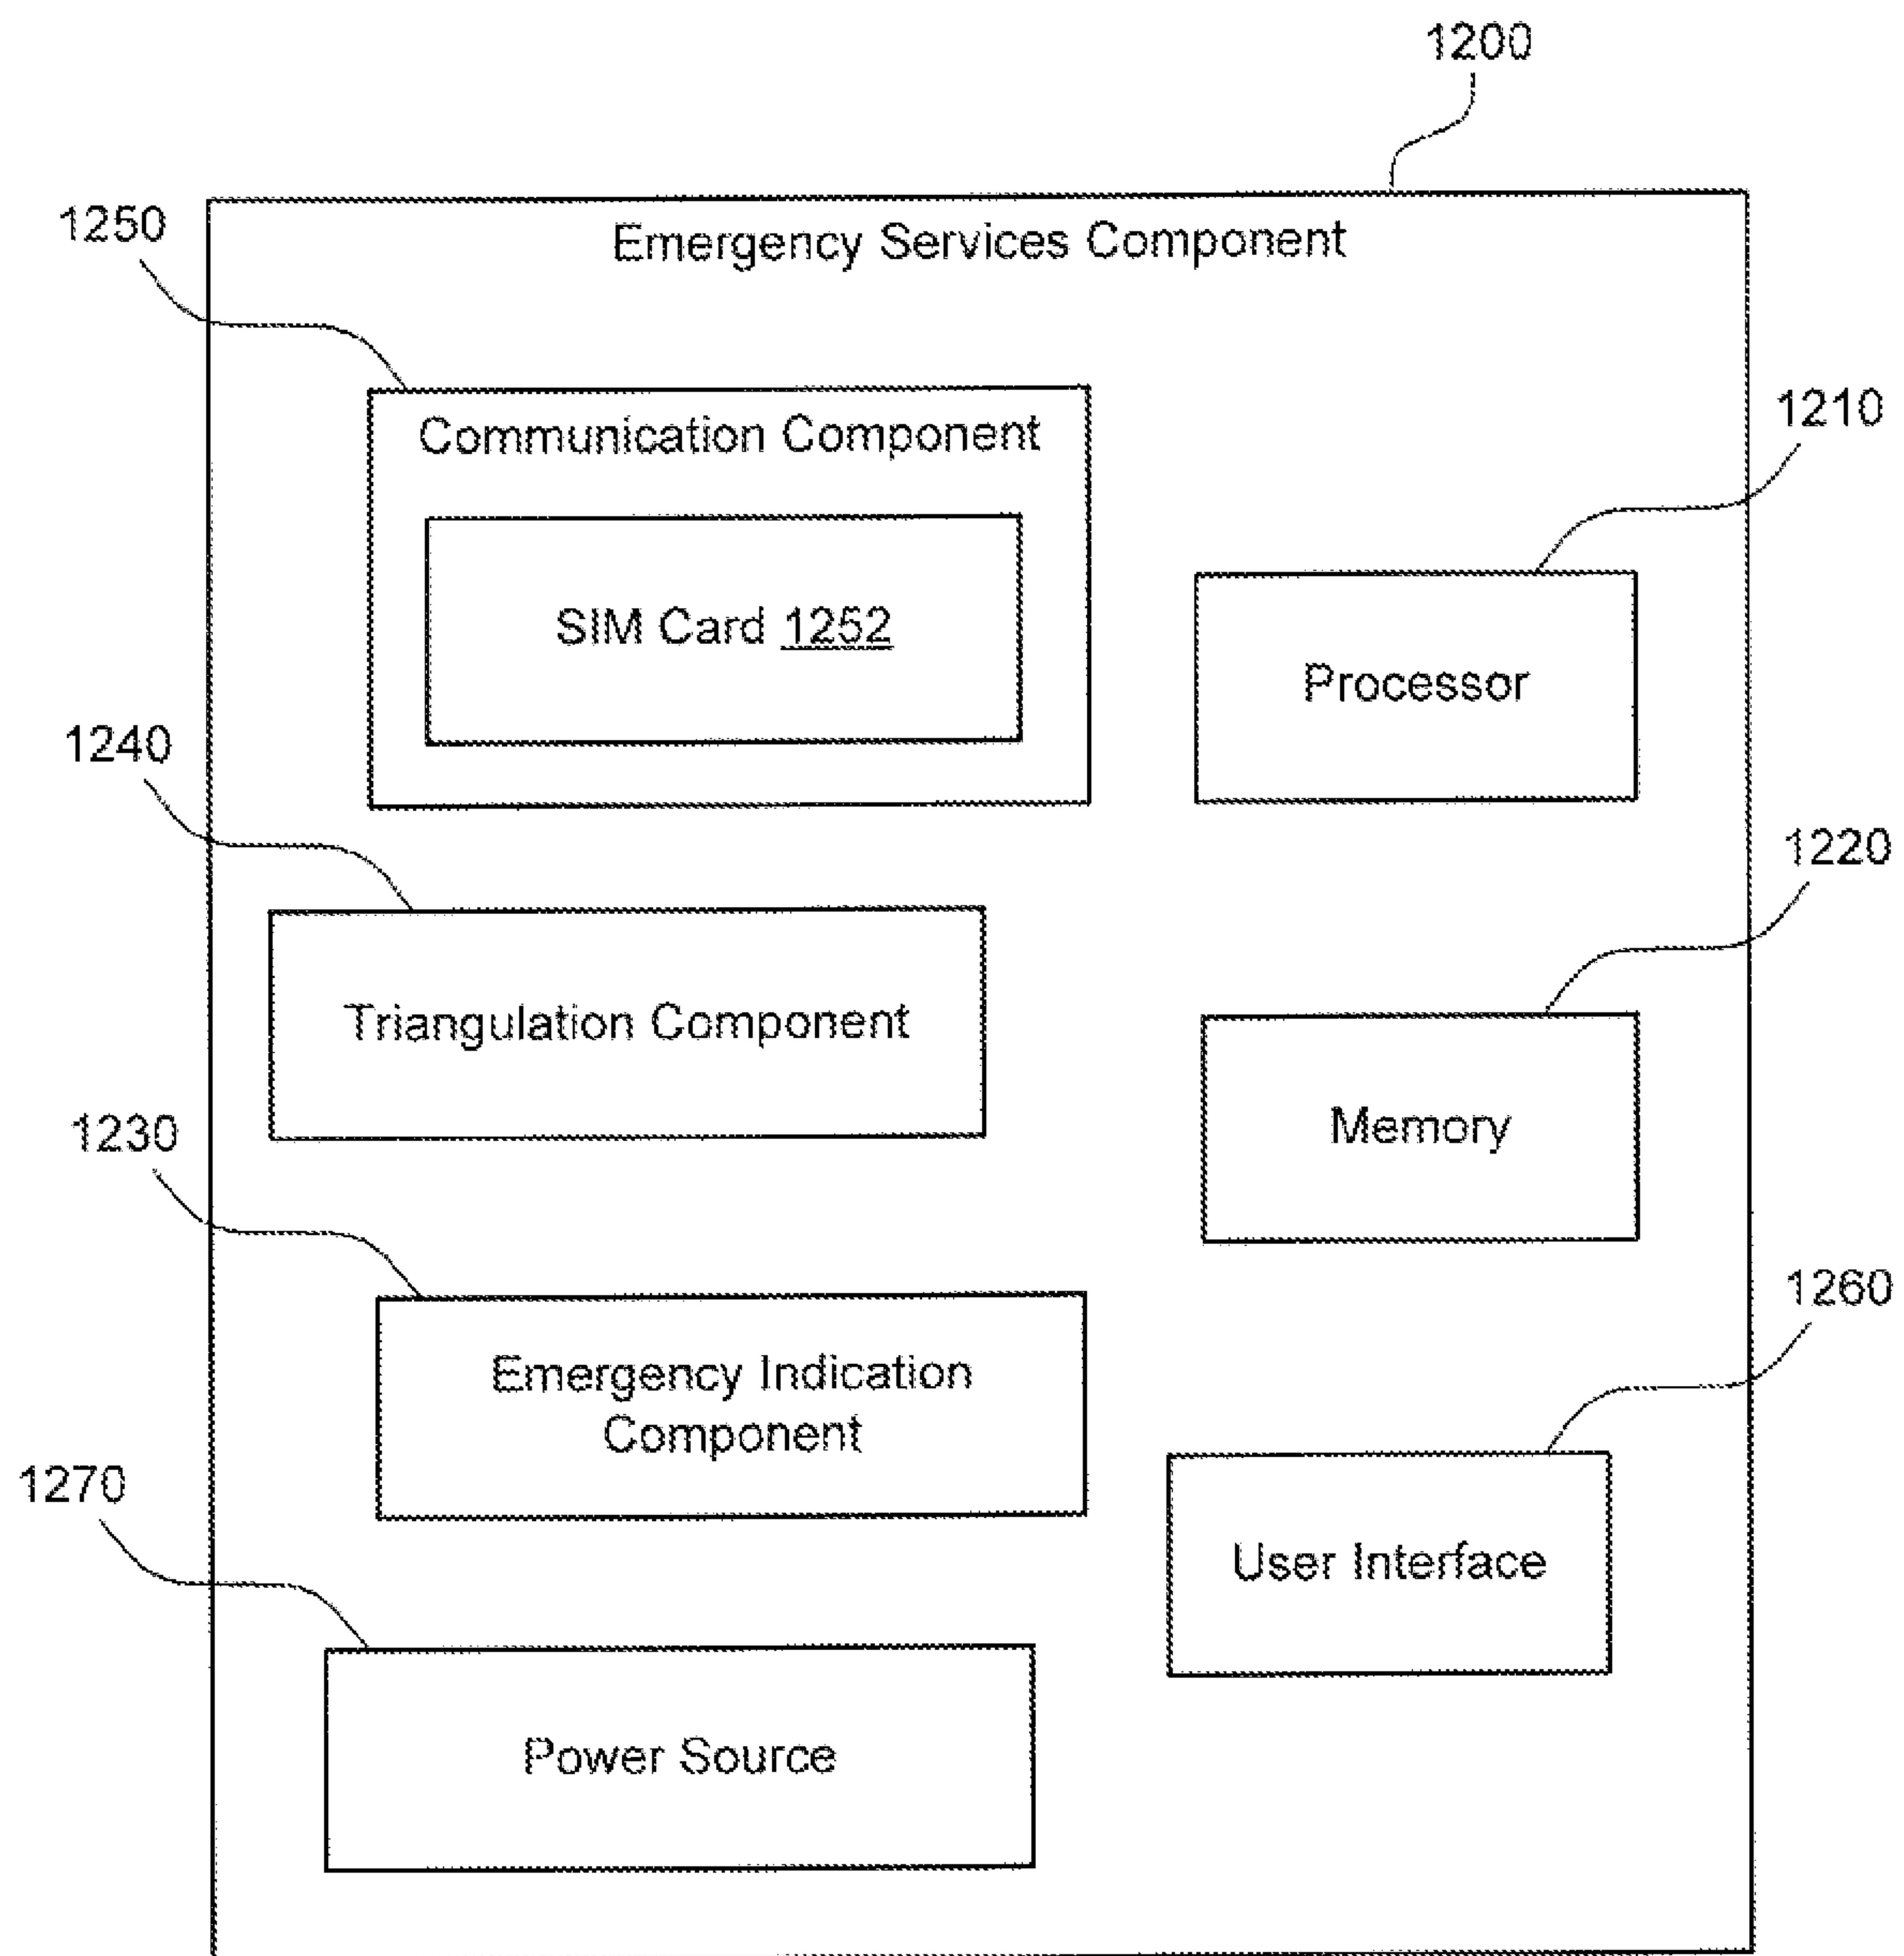 1200
1250
Emergency Services Component
Communication Component
1210
SIM Card 1252
Processor
1240
1220
Triangulation Component
Memory
1230
1260
Emergency Indication
Component
1270
User Interface
Power Source